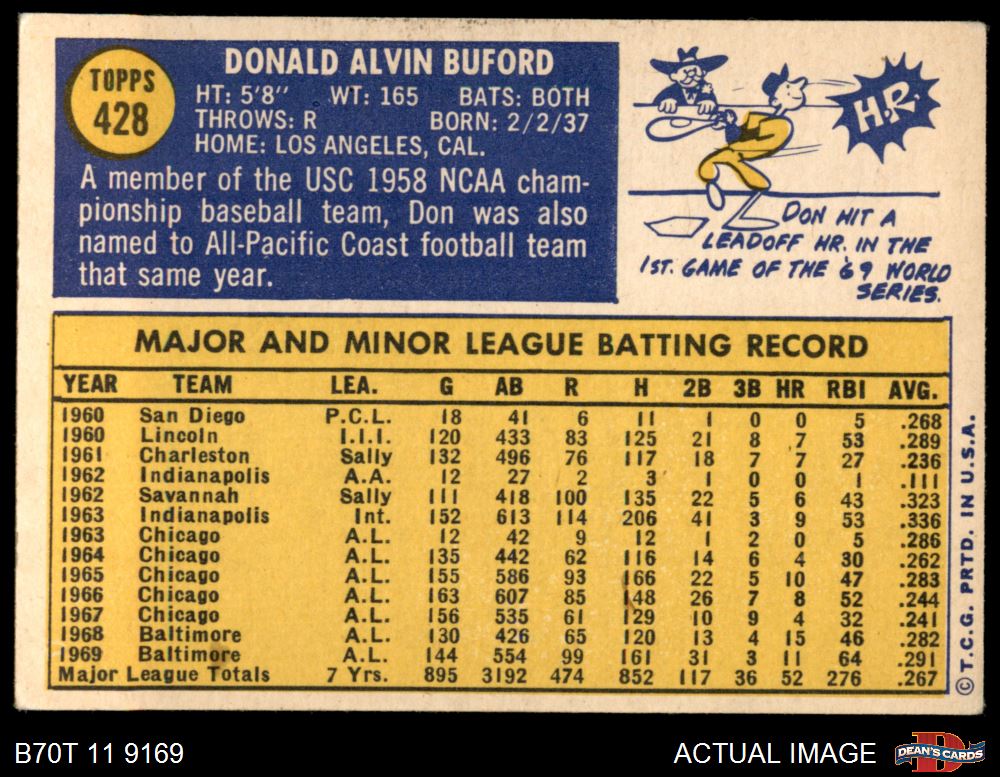 TOPPS
428
DONALD ALVIN BUFORD
HT: 5'8" WT: 165 BATS: BOTH
THROWS: R BORN: 2/2/37
HOME: LOS ANGELES, CAL.
A member of the USC 1958 NCAA cham-
pionship baseball team, Don was also
named to All-Pacific Coast football team
that same year.
H.R.
DON HIT A
LEADOFF HR. IN THE
1ST. GAME OF THE '69 WORLD
SERIES.
MAJOR AND MINOR LEAGUE BATTING RECORD
YEAR TEAM LEA. G AB R H 2B 3B HR RBI AVG.
1960 San Diego P.C.L. 18 41 6 11 1 0 0 5 .268
1960 Lincoln I.I.I. 120 433 83 125 21 8 7 53 .289
1961 Charleston Sally 132 496 76 117 18 7 7 27 .236
1962 Indianapolis A.A. 12 27 2 3 1 0 0 1 .111
1962 Savannah Sally 111 418 100 135 22 5 6 43 .323
1963 Indianapolis Int. 152 613 114 206 41 3 9 53 .336
1963 Chicago A.L. 12 42 9 12 1 2 0 5 .286
1964 Chicago A.L. 135 442 62 116 14 6 4 30 .262
1965 Chicago A.L. 155 586 93 166 22 5 10 47 .283
1966 Chicago A.L. 163 607 85 148 26 7 8 52 .244
1967 Chicago A.L. 156 535 61 129 10 9 4 32 .241
1968 Baltimore A.L. 130 426 65 120 13 4 15 46 .282
1969 Baltimore A.L. 144 554 99 161 31 3 11 64 .291
Major League Totals 7 Yrs. 895 3192 474 852 117 36 52 276 .267
© T.C.G. PRTD. IN U.S.A.
B70T 11 9169
ACTUAL IMAGE
D
DEAN'S CARDS